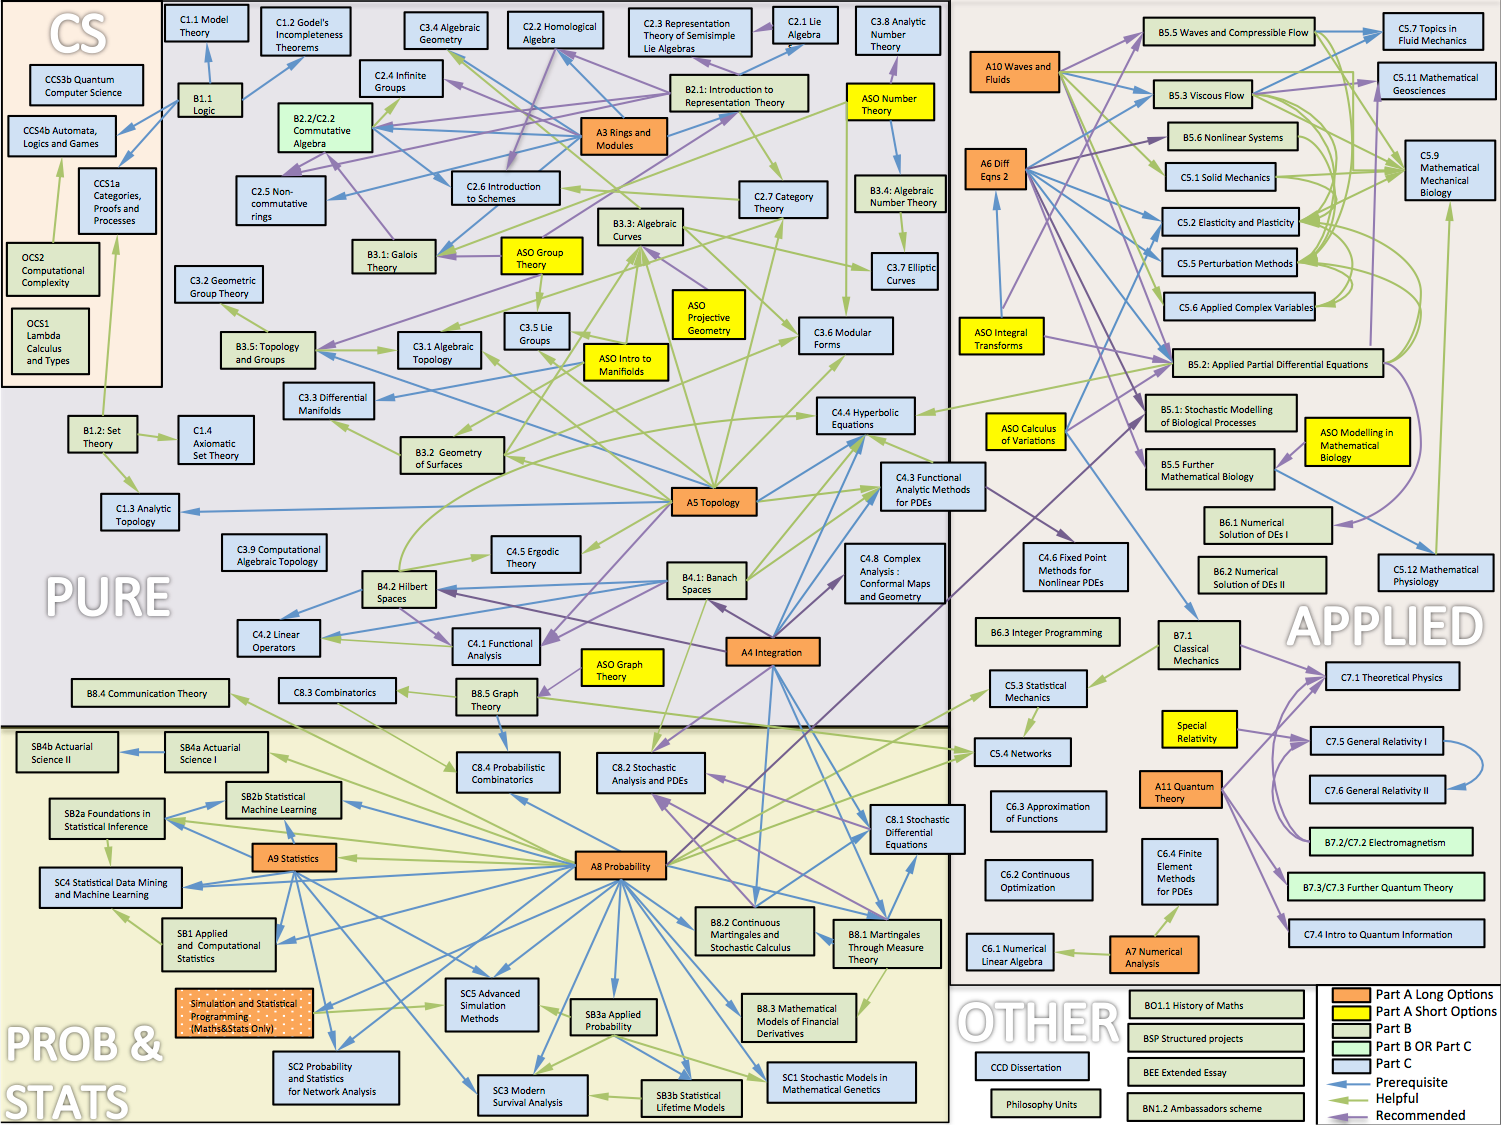 CS
CCS3b Quantum
Computer Science
CCS4b Automata,
Logics and Games
CCS1a
Categories,
Proofs and
Processes
OCS2
Computational
Complexity
OCS1
Lambda
Calculus
and Types
C1.1 Model
Theory
C1.2 Godel's
Incompleteness
Theorems
B1.1
Logic
C3.4 Algebraic
Geometry
C2.2 Homological
Algebra
C2.3 Representation
Theory of Semisimple
Lie Algebras
C2.1 Lie
Algebra
C3.8 Analytic
Number
Theory
C2.4 Infinite
Groups
B2.2/C2.2
Commutative
Algebra
B2.1: Introduction to
Representation Theory
ASO Number
Theory
A3 Rings and
Modules
C2.5 Non-
commutative
rings
C2.6 Introduction
to Schemes
C2.7 Category
Theory
B3.4: Algebraic
Number Theory
B3.3: Algebraic
Curves
B3.1: Galois
Theory
ASO Group
Theory
C3.7 Elliptic
Curves
C3.2 Geometric
Group Theory
ASO
Projective
Geometry
B3.5: Topology
and Groups
C3.1 Algebraic
Topology
C3.5 Lie
Groups
C3.6 Modular
Forms
ASO Intro to
Manifiolds
C3.3 Differential
Manifolds
C4.4 Hyperbolic
Equations
B1.2: Set
Theory
C1.4
Axiomatic
Set Theory
B3.2 Geometry
of Surfaces
C4.3 Functional
Analytic Methods
for PDEs
C1.3 Analytic
Topology
A5 Topology
C3.9 Computational
Algebraic Topology
C4.5 Ergodic
Theory
C4.8 Complex
Analysis :
Conformal Maps
and Geometry
PURE
B4.2 Hilbert
Spaces
B4.1: Banach
Spaces
C4.2 Linear
Operators
C4.1 Functional
Analysis
A4 Integration
ASO Graph
Theory
B8.4 Communication Theory
C8.3 Combinatorics
B8.5 Graph
Theory
A10 Waves and
Fluids
B5.5 Waves and Compressible Flow
C5.7 Topics in
Fluid Mechanics
B5.3 Viscous Flow
C5.11 Mathematical
Geosciences
B5.6 Nonlinear Systems
A6 Diff
Eqns 2
C5.1 Solid Mechanics
C5.9
Mathematical
Mechanical
Biology
C5.2 Elasticity and Plasticity
C5.5 Perturbation Methods
C5.6 Applied Complex Variables
ASO Integral
Transforms
B5.2: Applied Partial Differential Equations
ASO Calculus
of Variations
B5.1: Stochastic Modelling
of Biological Processes
ASO Modelling in
Mathematical
Biology
B5.5 Further
Mathematical Biology
B6.1 Numerical
Solution of DEs I
C4.6 Fixed Point
Methods for
Nonlinear PDEs
B6.2 Numerical
Solution of DEs II
C5.12 Mathematical
Physiology
APPLIED
B6.3 Integer Programming
B7.1
Classical
Mechanics
C5.3 Statistical
Mechanics
C7.1 Theoretical Physics
Special
Relativity
C7.5 General Relativity I
C5.4 Networks
A11 Quantum
Theory
C7.6 General Relativity II
C6.3 Approximation
of Functions
B7.2/C7.2 Electromagnetism
C6.4 Finite
Element
Methods
for PDEs
C6.2 Continuous
Optimization
B7.3/C7.3 Further Quantum Theory
C7.4 Intro to Quantum Information
C6.1 Numerical
Linear Algebra
A7 Numerical
Analysis
SB4b Actuarial
Science II
SB4a Actuarial
Science I
C8.4 Probabilistic
Combinatorics
C8.2 Stochastic
Analysis and PDEs
SB2b Statistical
Machine Learning
SB2a Foundations in
Statistical Inference
C8.1 Stochastic
Differential
Equations
A9 Statistics
A8 Probability
SC4 Statistical Data Mining
and Machine Learning
SB1 Applied
and Computational
Statistics
B8.2 Continuous
Martingales and
Stochastic Calculus
B8.1 Martingales
Through Measure
Theory
Simulation and Statistical
Programming
(Maths&Stats Only)
SC5 Advanced
Simulation
Methods
SB3a Applied
Probability
B8.3 Mathematical
Models of Financial
Derivatives
PROB &
STATS
SC2 Probability
and Statistics
for Network Analysis
SC3 Modern
Survival Analysis
SB3b Statistical
Lifetime Models
SC1 Stochastic Models in
Mathematical Genetics
OTHER
BO1.1 History of Maths
BSP Structured projects
CCD Dissertation
BEE Extended Essay
Philosophy Units
BN1.2 Ambassadors scheme
Part A Long Options
Part A Short Options
Part B
Part B OR Part C
Part C
Prerequisite
Helpful
Recommended